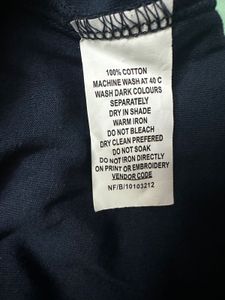 100% COTTON
MACHINE WASH AT 40 C
WASH DARK COLOURS
SEPARATELY
DRY IN SHADE
WARM IRON
DO NOT BLEACH
DRY CLEAN PREFERED
DO NOT SOAK
DO NOT IRON DIRECTLY
ON PRINT OR EMBROIDERY
VENDOR CODE
NF/B/10103212